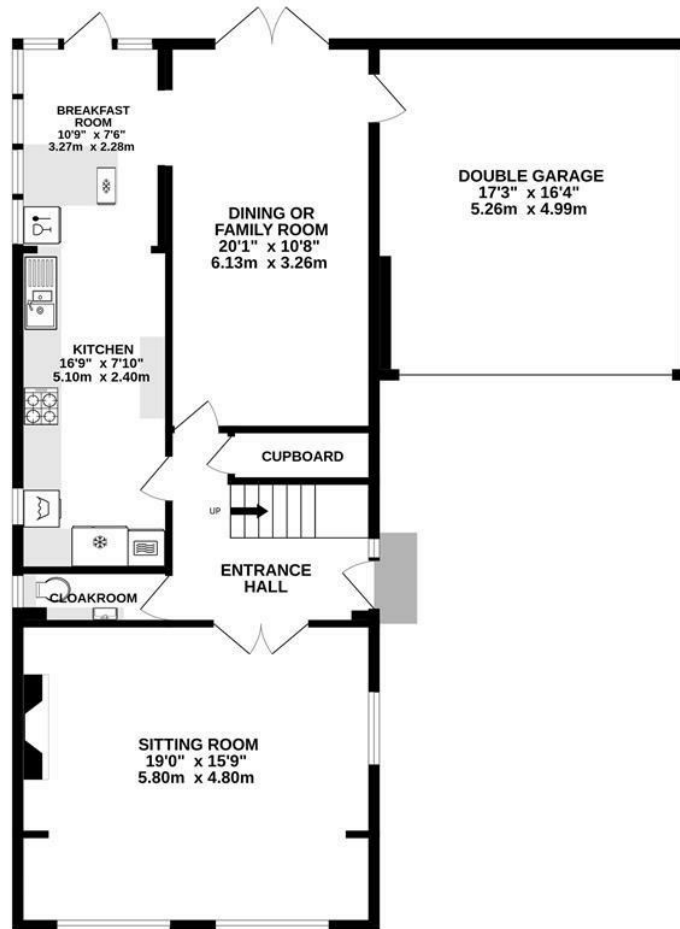 BREAKFAST
ROOM
10'9" x 7'6"
3.27m x 2.28m
DOUBLE GARAGE
17'3" x 16'4"
5.26m x 4.99m
DINING OR
FAMILY ROOM
20'1" x 10'8"
6.13m x 3.26m
KITCHEN
16'9" x 7'10"
5.10m x 2.40m
CUPBOARD
UP
ENTRANCE
HALL
CLOAKROOM
SITTING ROOM
19'0" x 15'9"
5.80m x 4.80m